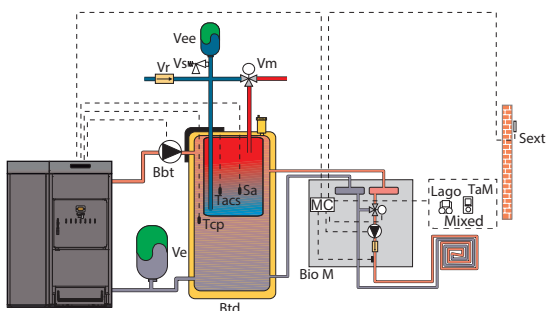 Vee
Vs
Vr
Vm
Sext
Bbt
Sa
Tacs
Tcp
Lago TaM
Mixed
MC
Ve
Bio M
Btd